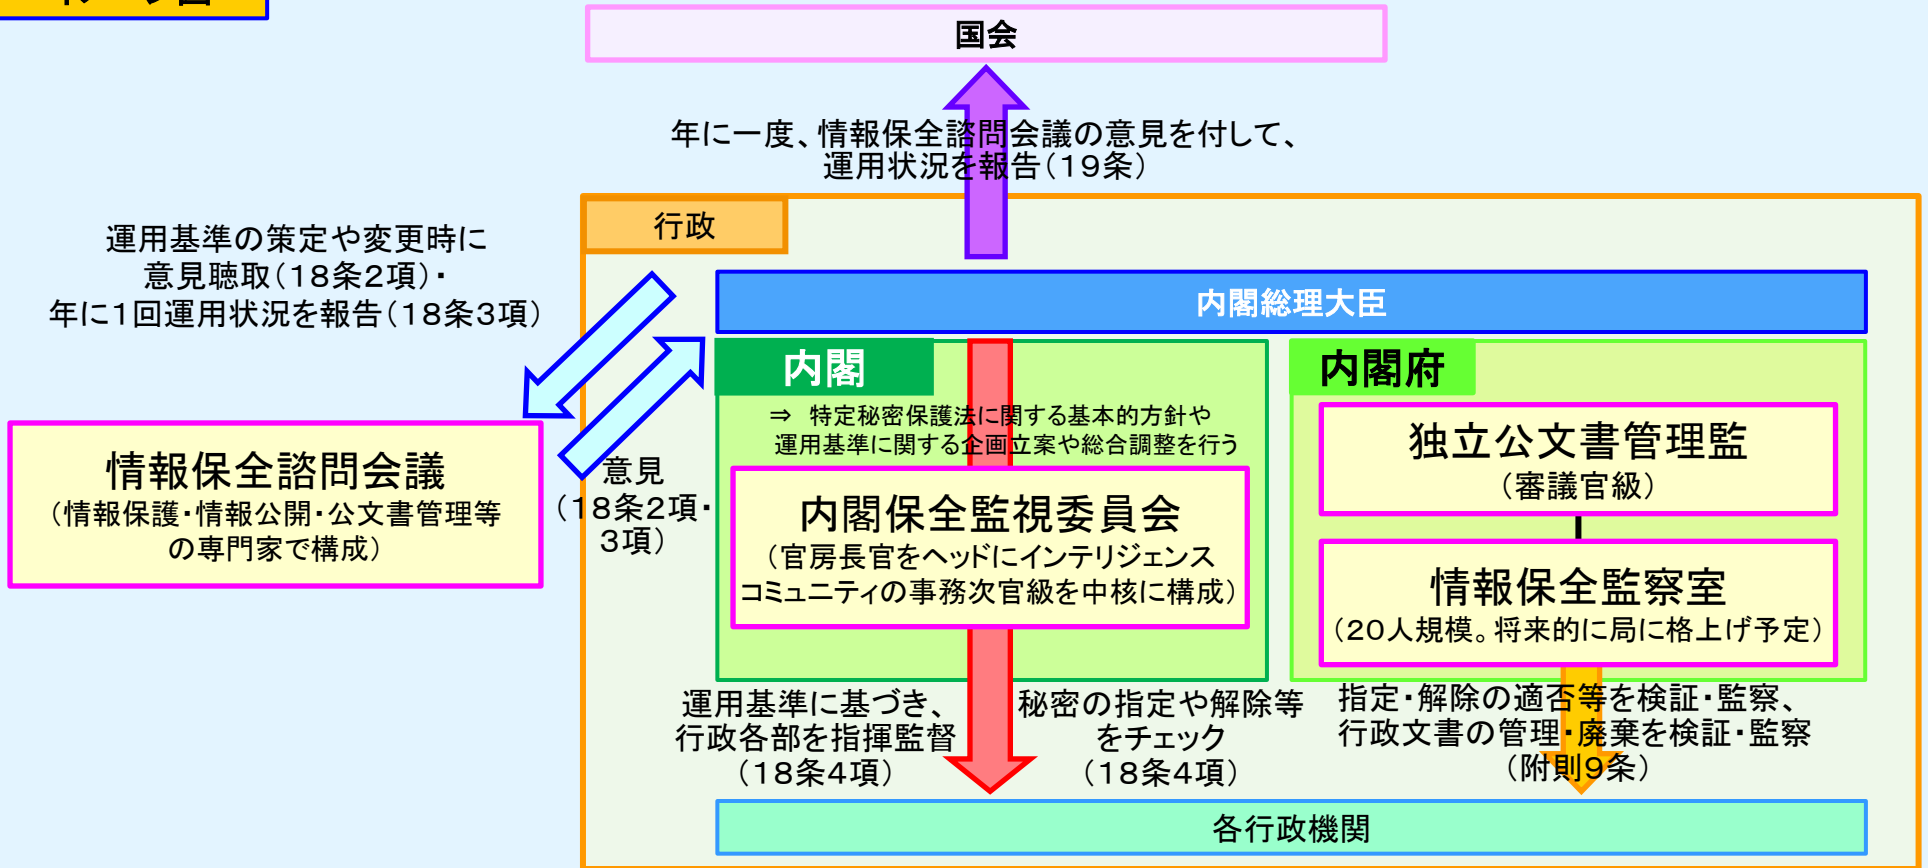 国会
年に一度、情報保全諮問会議の意見を付して、
運用状況を報告(19条)
行政
運用基準の策定や変更時に
意見聴取(18条2項)・
年に1回運用状況を報告(18条3項)
内閣総理大臣
内閣
⇒ 特定秘密保護法に関する基本的方針や
運用基準に関する企画立案や総合調整を行う
内閣府
独立公文書管理監
(審議官級)
情報保全諮問会議
(情報保護・情報公開・公文書管理等
の専門家で構成)
意見
(18条2項・
3項)
内閣保全監視委員会
(官房長官をヘッドにインテリジェンス
コミュニティの事務次官級を中核に構成)
情報保全監察室
(20人規模。将来的に局に格上げ予定)
運用基準に基づき、
行政各部を指揮監督
(18条4項)
秘密の指定や解除等
をチェック
(18条4項)
指定・解除の適否等を検証・監察、
行政文書の管理・廃棄を検証・監察
(附則9条)
各行政機関